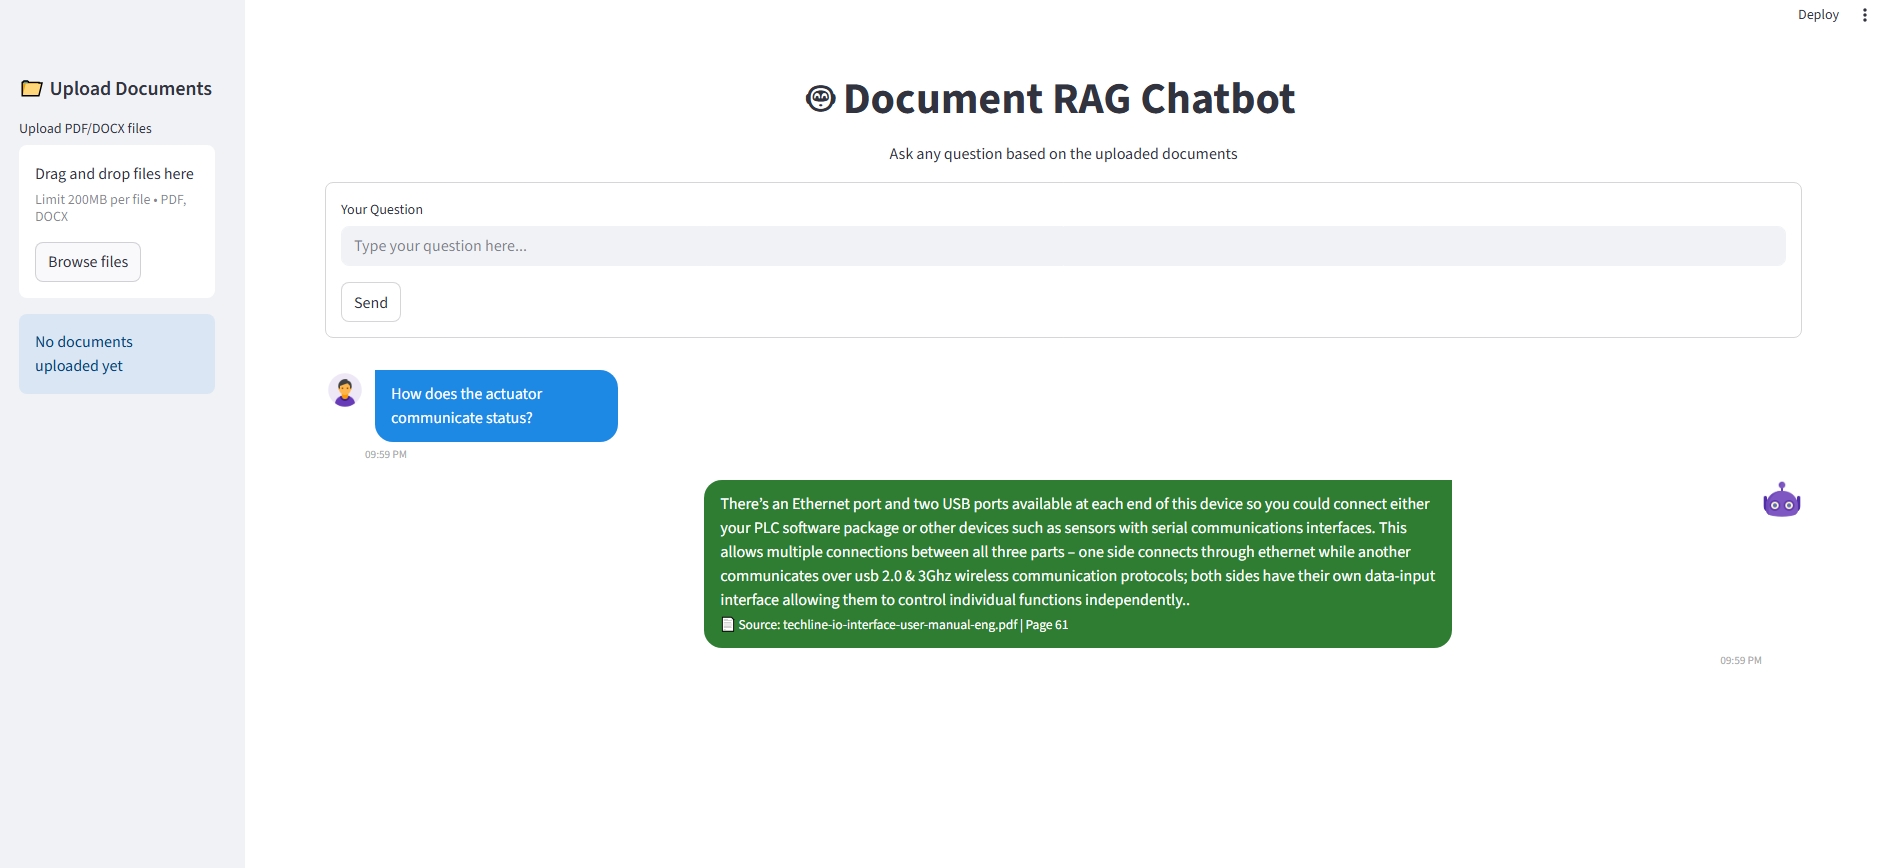 Deploy
Upload Documents
Upload PDF/DOCX files
Drag and drop files here
Limit 200MB per file • PDF,
DOCX
Browse files
No documents
uploaded yet
Document RAG Chatbot
Ask any question based on the uploaded documents
Your Question
Type your question here...
Send
How does the actuator
communicate status?
09:59 PM
There’s an Ethernet port and two USB ports available at each end of this device so you could connect either
your PLC software package or other devices such as sensors with serial communications interfaces. This
allows multiple connections between all three parts – one side connects through ethernet while another
communicates over usb 2.0 & 3Ghz wireless communication protocols; both sides have their own data-input
interface allowing them to control individual functions independently..
Source: techline-io-interface-user-manual-eng.pdf | Page 61
09:59 PM